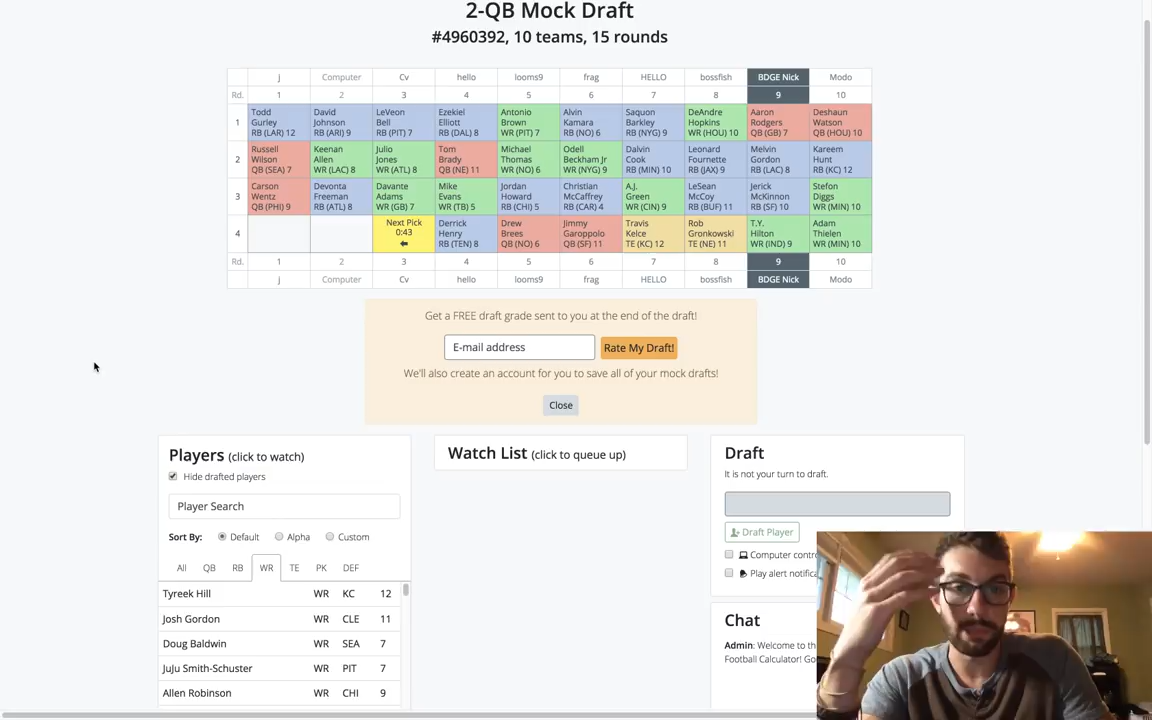 2-QB Mock Draft
#4960392, 10 teams, 15 rounds
j Computer Cv hello looms9 frag HELLO bossfish BDGE Nick Modo
Rd. 1 2 3 4 5 6 7 8 9 10
Todd David LeVeon Ezekiel Antonio Alvin Saquon DeAndre Aaron Deshaun
1 Gurley Johnson Bell Elliott Brown Kamara Barkley Hopkins Rodgers Watson
RB (LAR) 12 RB (ARI) 9 RB (PIT) 7 RB (DAL) 8 WR (PIT) 7 RB (NO) 6 RB (NYG) 9 WR (HOU) 10 QB (GB) 7 QB (HOU) 10
Russell Keenan Julio Tom Michael Odell Dalvin Leonard Melvin Kareem
2 Wilson Allen Jones Brady Thomas Beckham Jr Cook Fournette Gordon Hunt
QB (SEA) 7 WR (LAC) 8 WR (ATL) 8 QB (NE) 11 WR (NO) 6 WR (NYG) 9 RB (MIN) 10 RB (JAX) 9 RB (LAC) 8 RB (KC) 12
Carson Devonta Davante Mike Jordan Christian A.J. LeSean Jerick Stefon
3 Wentz Freeman Adams Evans Howard McCaffrey Green McCoy McKinnon Diggs
QB (PHI) 9 RB (ATL) 8 WR (GB) 7 WR (TB) 5 RB (CHI) 5 RB (CAR) 4 WR (CIN) 9 RB (BUF) 11 RB (SF) 10 WR (MIN) 10
Next Pick Derrick Drew Jimmy Travis Rob T.Y. Adam
4 0:43 Henry Brees Garoppolo Kelce Gronkowski Hilton Thielen
RB (TEN) 8 QB (NO) 6 QB (SF) 11 TE (KC) 12 TE (NE) 11 WR (IND) 9 WR (MIN) 10
Rd. 1 2 3 4 5 6 7 8 9 10
j Computer Cv hello looms9 frag HELLO bossfish BDGE Nick Modo
Get a FREE draft grade sent to you at the end of the draft!
E-mail address Rate My Draft!
We'll also create an account for you to save all of your mock drafts!
Close
Players (click to watch)
Hide drafted players
Player Search
Sort By: Default Alpha Custom
All QB RB WR TE PK DEF
Tyreek Hill WR KC 12
Josh Gordon WR CLE 11
Doug Baldwin WR SEA 7
JuJu Smith-Schuster WR PIT 7
Allen Robinson WR CHI 9
Watch List (click to queue up)
Draft
It is not your turn to draft.
Draft Player
Computer contro
Play alert notifica
Chat
Admin: Welcome to th
Football Calculator! Go